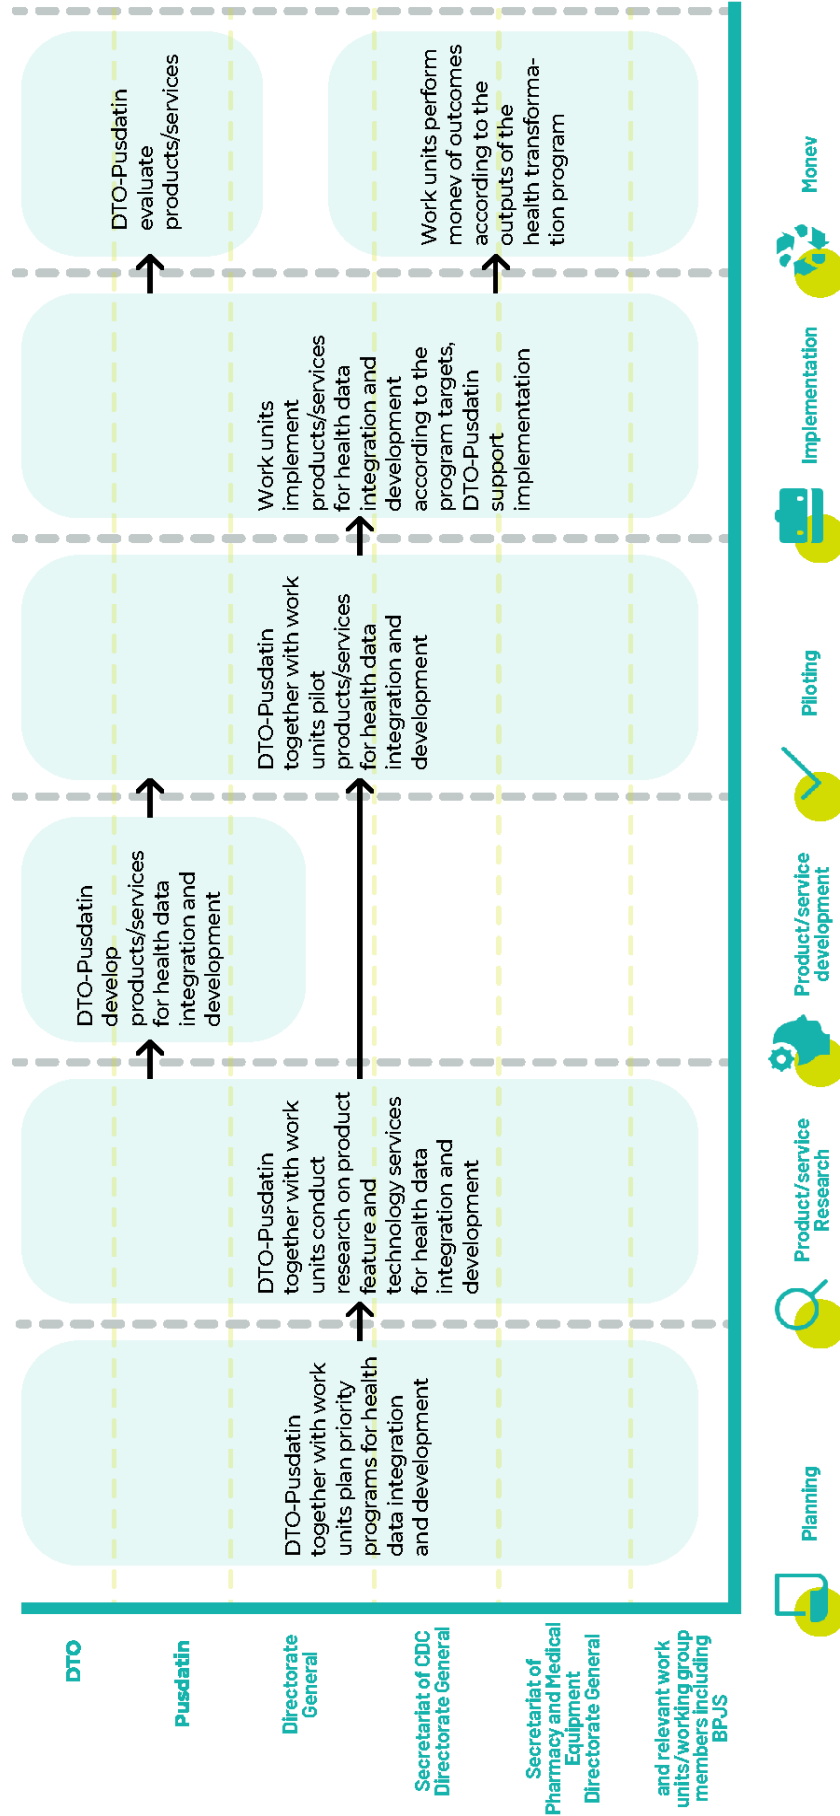 DTO
Pusdatin
Directorate
General
Secretariat of CDC
Directorate General
Secretariat of
Pharmacy and Medical
Equipment
Directorate General
and relevant work
units/working group
members including
BPJS
DTO-Pusdatin
together with work
units plan priority
programs for health
data integration
and development
DTO-Pusdatin
together with work
units conduct
research on product
feature and
technology services
for health data
integration and
development
DTO-Pusdatin
develop
products/services
for health data
integration and
development
DTO-Pusdatin
together with work
units pilot
products/services
for health data
integration and
development
Work units
implement
products/services
for health data
integration and
development
according to the
program targets,
DTO-Pusdatin
support
implementation
DTO-Pusdatin
evaluate
products/services
Work units perform
monev of outcomes
according to the
outputs of the
health transforma-
tion program
Planning
Product/service
Research
Product/service
development
Piloting
Implementation
Monev